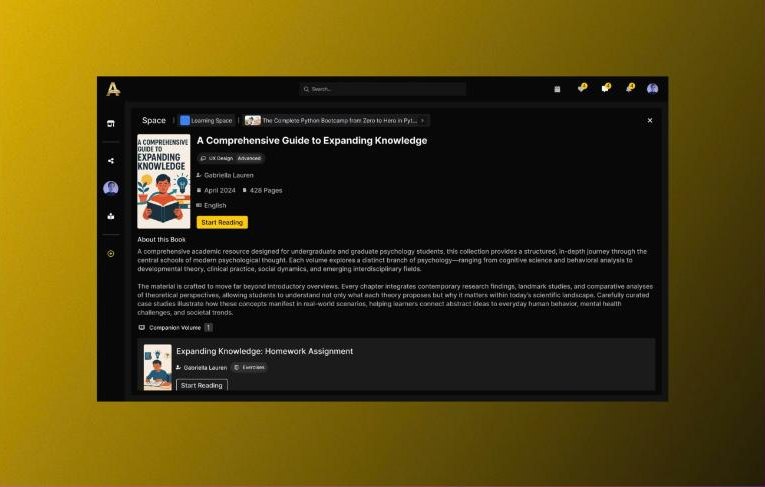 Search...
Space
Learning Space
The Complete Python Bootcamp from Zero to Hero in Pyt...
A COMPREHENSIVE
GUIDE TO
EXPANDING
KNOWLEDGE
A Comprehensive Guide to Expanding Knowledge
UX Design Advanced
Gabriella Lauren
April 2024 428 Pages
English
Start Reading
About this Book
A comprehensive academic resource designed for undergraduate and graduate psychology students, this collection provides a structured, in-depth journey through the
central schools of modern psychological thought. Each volume explores a distinct branch of psychology—ranging from cognitive science and behavioral analysis to
developmental theory, clinical practice, social dynamics, and emerging interdisciplinary fields.
The material is crafted to move far beyond introductory overviews. Every chapter integrates contemporary research findings, landmark studies, and comparative analyses
of theoretical perspectives, allowing students to understand not only what each theory proposes but why it matters within today's scientific landscape. Carefully curated
case studies illustrate how these concepts manifest in real-world scenarios, helping learners connect abstract ideas to everyday human behavior, mental health
challenges, and societal trends.
Companion Volume 1
Expanding Knowledge: Homework Assignment
Gabriella Lauren Exercises
Start Reading